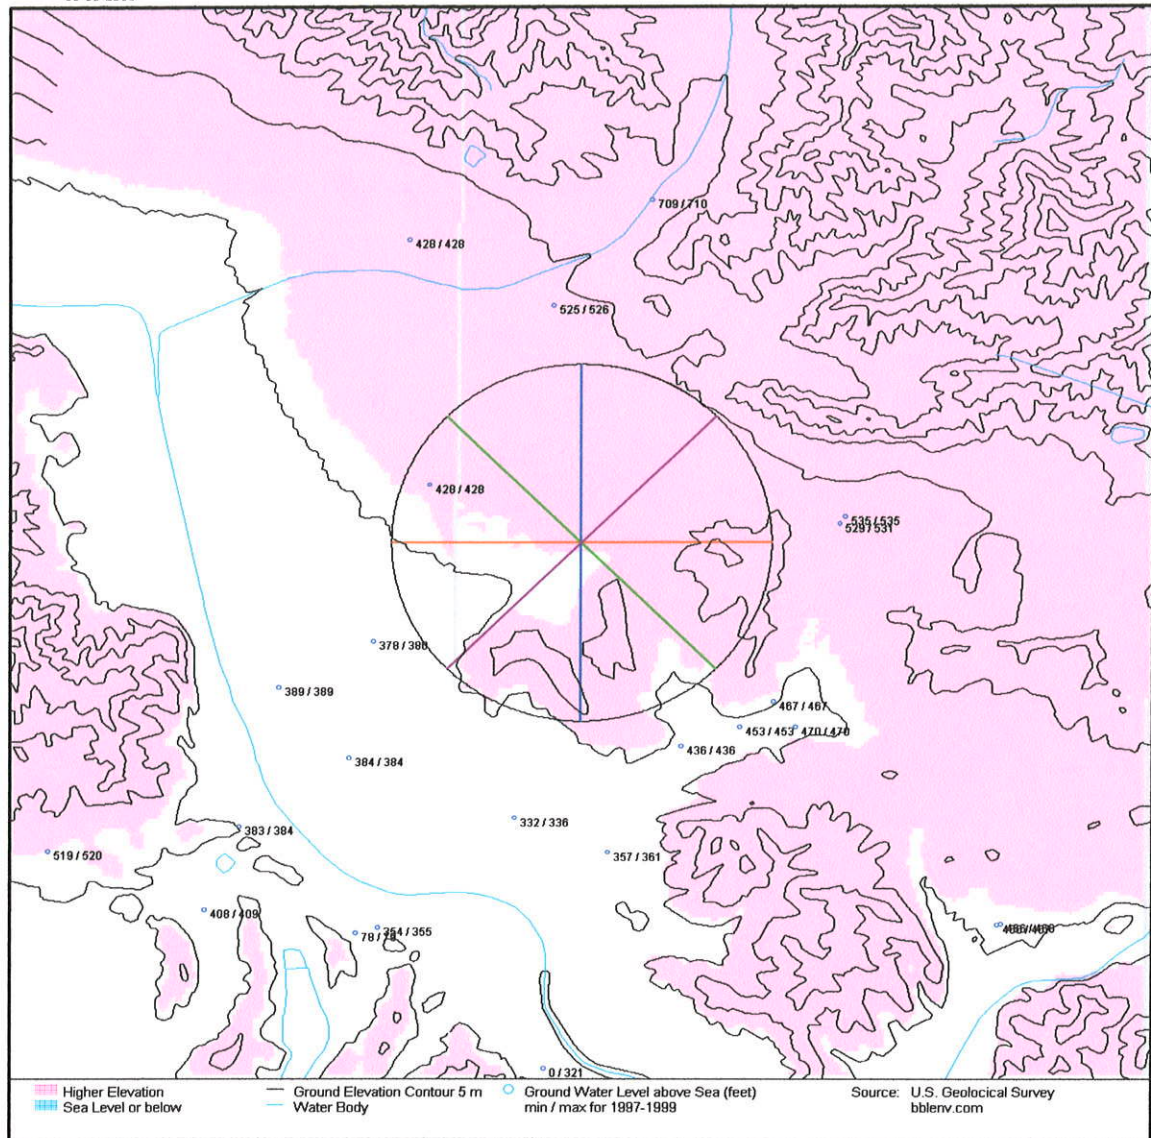 709 / 710
428 / 428
525 / 526
428 / 428
535 / 535
529 / 531
378 / 380
389 / 389
467 / 467
453 / 453
470 / 470
436 / 436
384 / 384
332 / 336
383 / 384
519 / 520
357 / 361
408 / 409
354 / 355
78 /
0 / 321
Higher Elevation
Ground Elevation Contour 5 m
Ground Water Level above Sea (feet)
Source: U.S. Geolocical Survey
Sea Level or below
Water Body
min / max for 1997-1999
bblenv.com